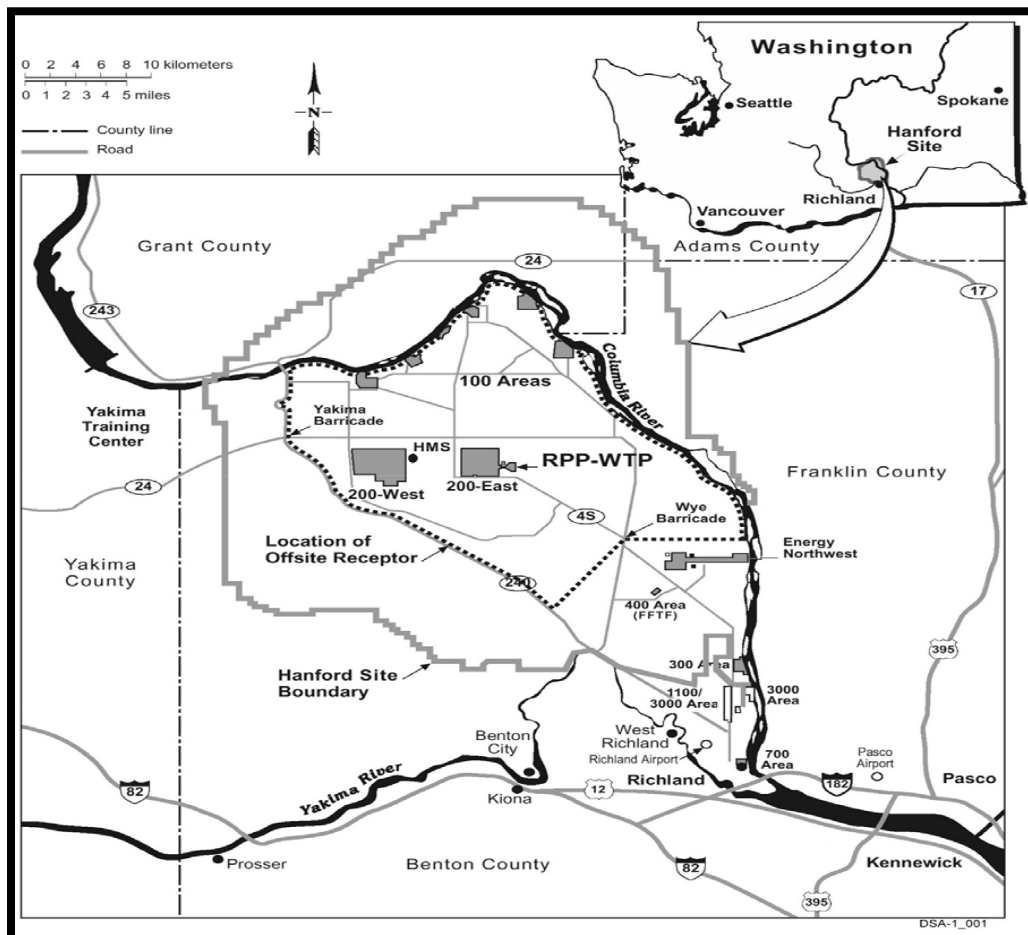 Washington
Seattle
Spokane
Hanford
Site
Richland
Vancouver
0 2 4 6 8 10 kilometers
0 1 2 3 4 5 miles
County line
Road
N
Grant County
Adams County
24
17
243
Columbia River
100 Areas
Yakima
Training
Center
Yakima
Barricade
HMS
RPP-WTP
200-West
200-East
Franklin County
24
4S
Wye
Barricade
Location of
Offsite Receptor
Energy
Northwest
Yakima
County
240
400 Area
(FFTF)
395
Hanford Site
Boundary
300 Area
1100/
3000 Area
3000
Area
West
Richland
Benton
City
Richland Airport
700
Area
Pasco
Airport
Richland
182
Pasco
82
Yakima River
Kiona
12
Prosser
Benton County
82
Kennewick
395
DSA-1_001